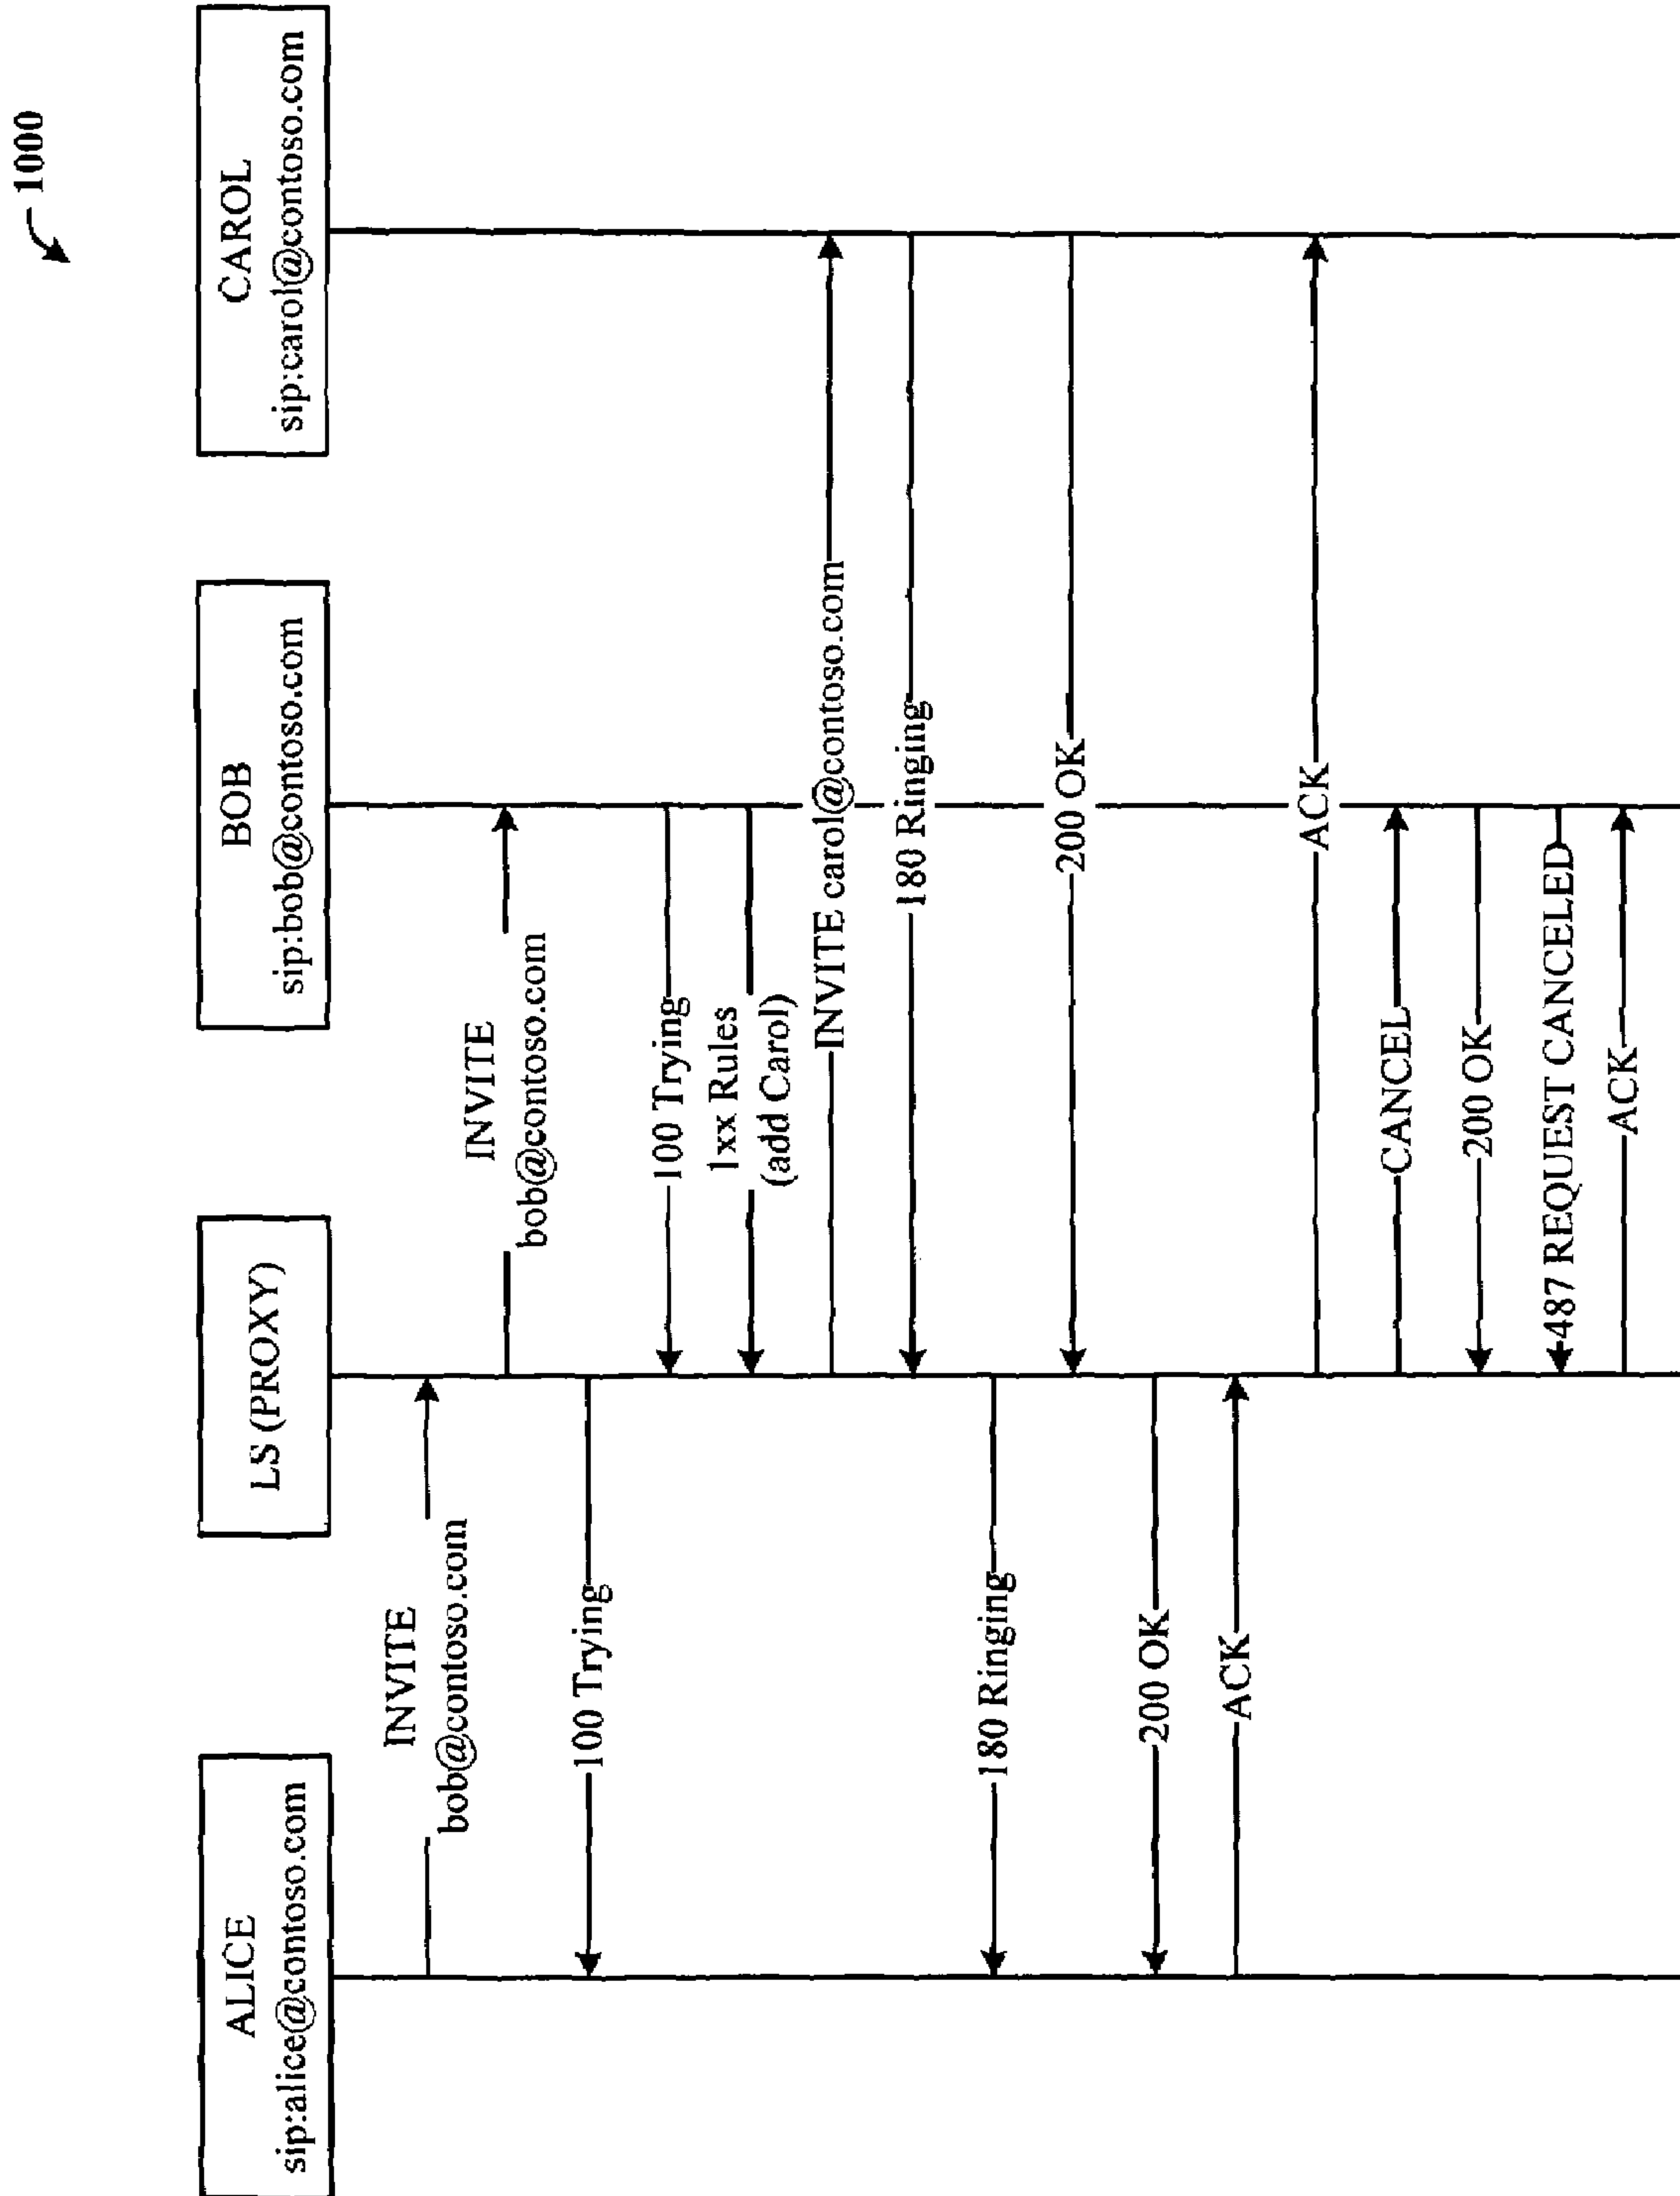 1000
ALICE
sip:alice@contoso.com
LS (PROXY)
BOB
sip:bob@contoso.com
CAROL
sip:carol@contoso.com
INVITE
bob@contoso.com
INVITE
bob@contoso.com
100 Trying
100 Trying
1xx Rules
(add Carol)
INVITE carol@contoso.com
180 Ringing
180 Ringing
200 OK
200 OK
ACK
ACK
CANCEL
200 OK
487 REQUEST CANCELED
ACK